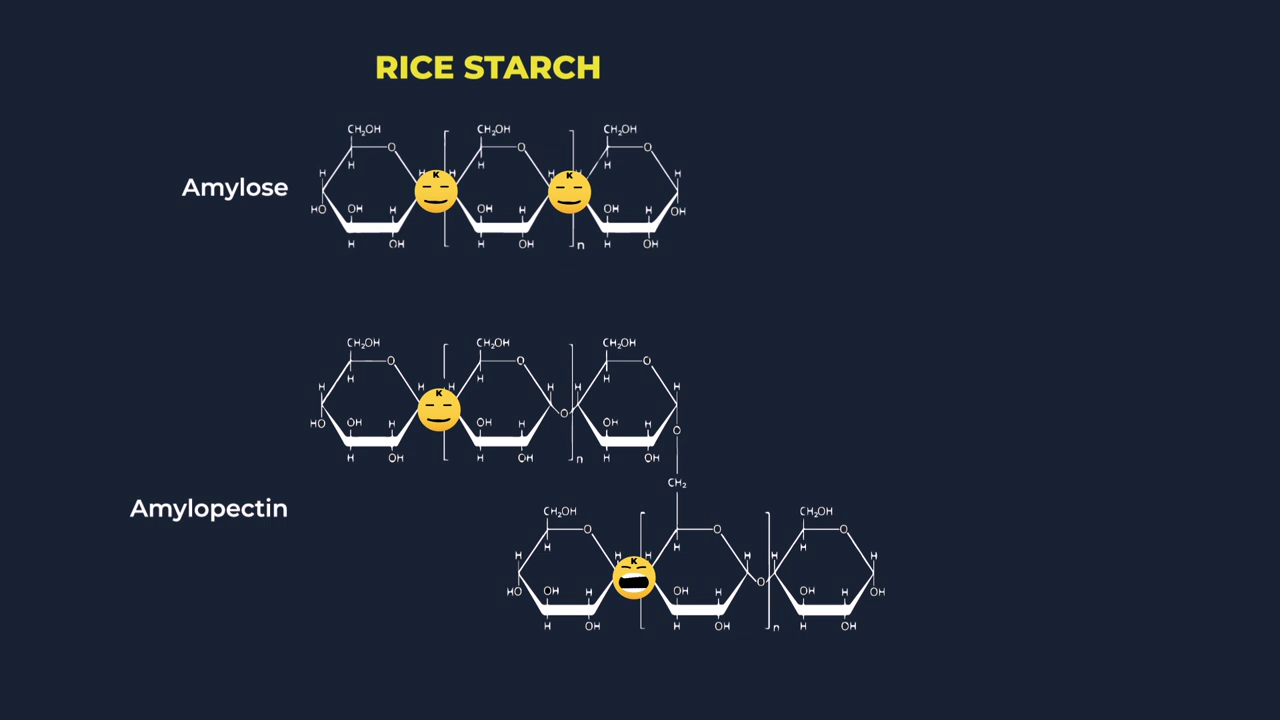 RICE STARCH
CH₂OH CH₂OH CH₂OH
O O O
H H H
H H H H H H
K K
Amylose
HO OH H OH H OH H OH
H OH H OH n H OH
CH₂OH CH₂OH CH₂OH
O O O
H H H
H H H H H H
K
HO OH H OH H O OH H O
H OH H OH n H OH
CH₂
Amylopectin
CH₂OH CH₂OH
O O O
H H H
H H H H H H
K
HO OH H OH H O OH H OH
H OH H OH n H OH